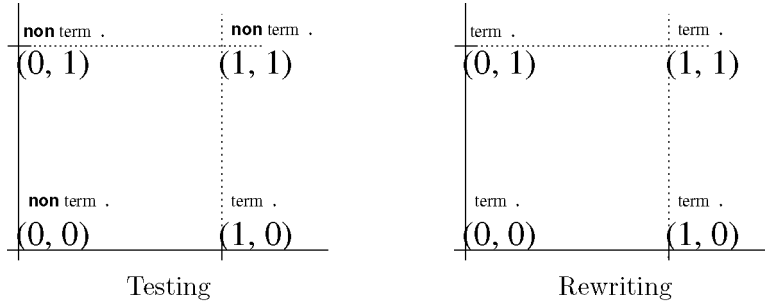 non term . non term . term . term .
(0, 1) (1, 1) (0, 1) (1, 1)
non term . term . term . term .
(0, 0) (1, 0) (0, 0) (1, 0)
Testing Rewriting